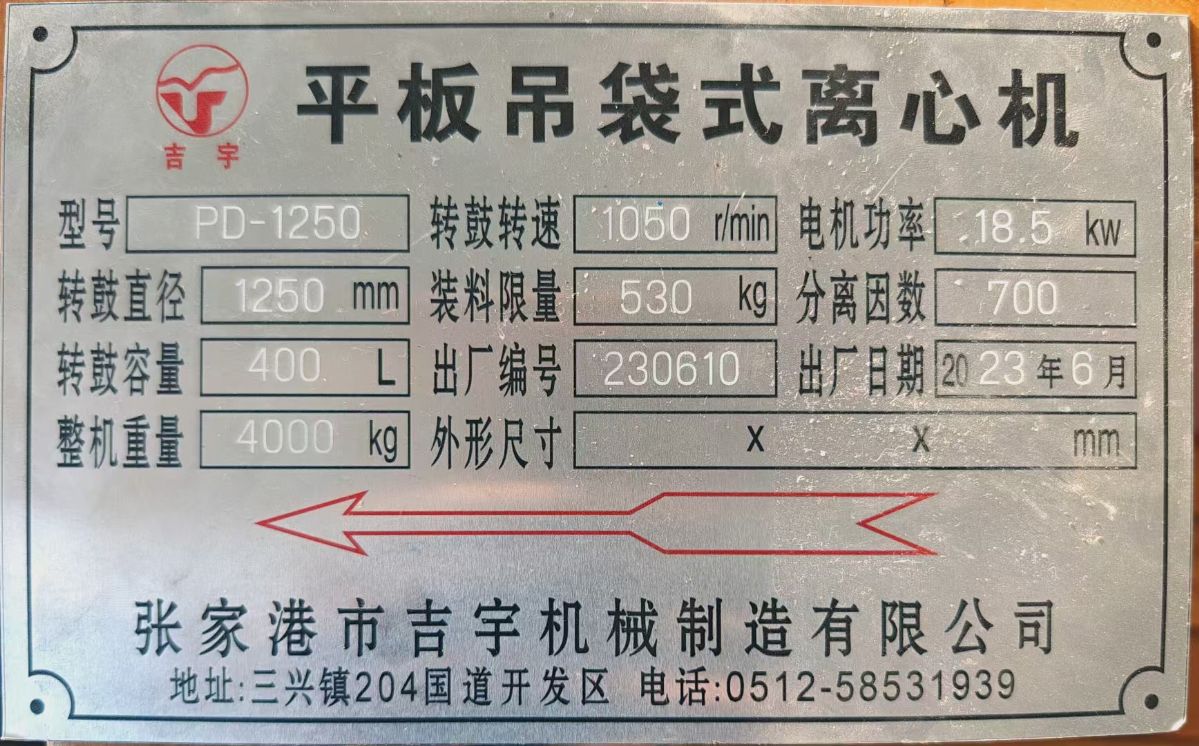 吉宇
平板吊袋式离心机
型号 PD-1250 转鼓转速 1050 r/min 电机功率 18.5 kw
转鼓直径 1250 mm 装料限量 530 kg 分离因数 700
转鼓容量 400 L 出厂编号 230610 出厂日期 2023年6月
整机重量 4000 kg 外形尺寸 x x mm
张家港市吉宇机械制造有限公司
地址:三兴镇204国道开发区 电话:0512-58531939